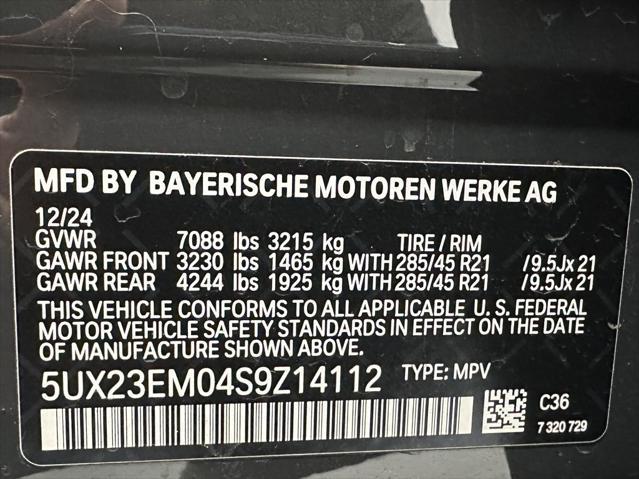 MFD BY BAYERISCHE MOTOREN WERKE AG
12/24
GVWR 7088 lbs 3215 kg TIRE / RIM
GAWR FRONT 3230 lbs 1465 kg WITH 285/45 R21 /9.5Jx 21
GAWR REAR 4244 lbs 1925 kg WITH 285/45 R21 /9.5Jx 21
THIS VEHICLE CONFORMS TO ALL APPLICABLE U. S. FEDERAL
MOTOR VEHICLE SAFETY STANDARDS IN EFFECT ON THE DATE
OF MANUFACTURE SHOWN ABOVE.
5UX23EM04S9Z14112 TYPE: MPV
C36
7 320 729